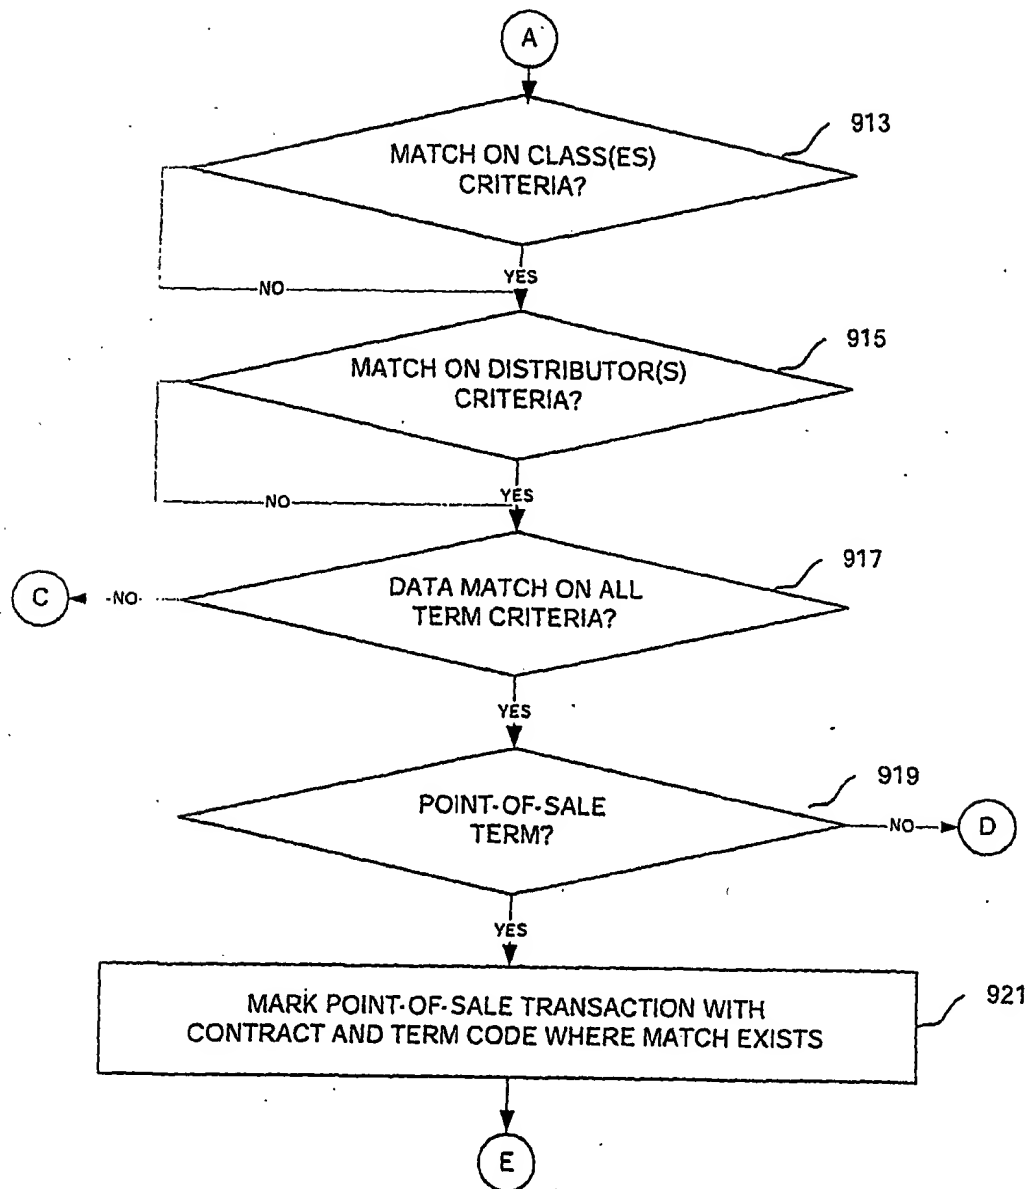 A
913
MATCH ON CLASS(ES)
CRITERIA?
YES
NO
915
MATCH ON DISTRIBUTOR(S)
CRITERIA?
YES
NO
917
DATA MATCH ON ALL
TERM CRITERIA?
C
NO
YES
919
POINT-OF-SALE
TERM?
NO
D
YES
921
MARK POINT-OF-SALE TRANSACTION WITH
CONTRACT AND TERM CODE WHERE MATCH EXISTS
E